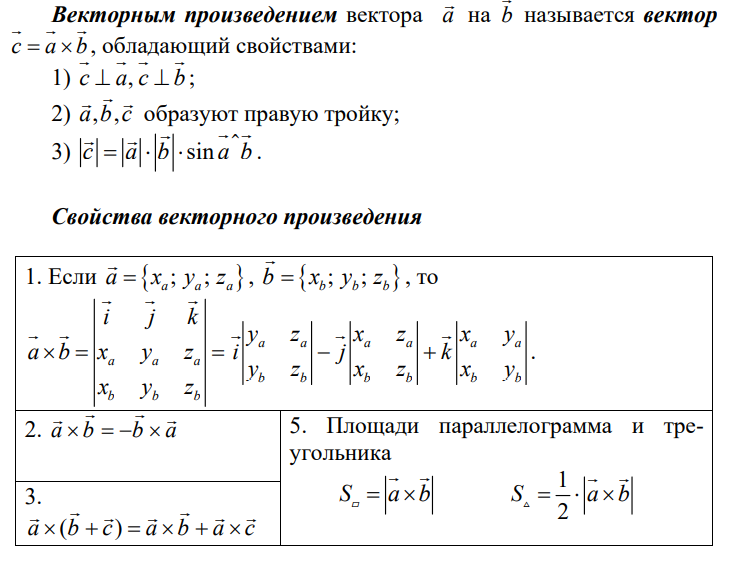 Векторным произведением вектора $\vec{a}$ на $\vec{b}$ называется вектор
$\vec{c} = \vec{a} \times \vec{b}$, обладающий свойствами:
1) $\vec{c} \perp \vec{a}, \vec{c} \perp \vec{b}$;
2) $\vec{a}, \vec{b}, \vec{c}$ образуют правую тройку;
3) $|\vec{c}| = |\vec{a}| \cdot |\vec{b}| \cdot \sin \vec{a} \hat{\ } \vec{b}$.
Свойства векторного произведения
1. Если $\vec{a} = \{x_a; y_a; z_a\}$, $\vec{b} = \{x_b; y_b; z_b\}$, то
$\vec{a} \times \vec{b} = \begin{vmatrix} \vec{i} & \vec{j} & \vec{k} \\ x_a & y_a & z_a \\ x_b & y_b & z_b \end{vmatrix} = \vec{i} \begin{vmatrix} y_a & z_a \\ y_b & z_b \end{vmatrix} - \vec{j} \begin{vmatrix} x_a & z_a \\ x_b & z_b \end{vmatrix} + \vec{k} \begin{vmatrix} x_a & y_a \\ x_b & y_b \end{vmatrix}.$
2. $\vec{a} \times \vec{b} = -\vec{b} \times \vec{a}$
3.
$\vec{a} \times (\vec{b} + \vec{c}) = \vec{a} \times \vec{b} + \vec{a} \times \vec{c}$
5. Площади параллелограмма и тре-
угольника
$S_{▱} = |\vec{a} \times \vec{b}|$ $S_{\triangle} = \frac{1}{2} \cdot |\vec{a} \times \vec{b}|$